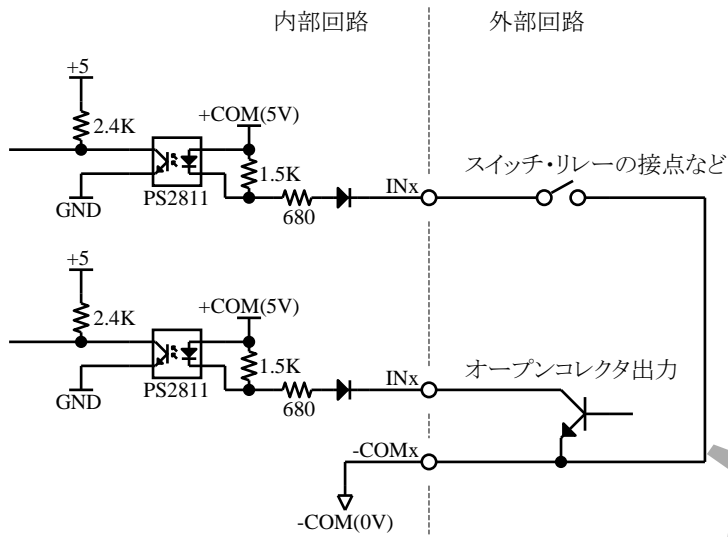 内部回路
外部回路
+5
2.4K
+COM(5V)
1.5K
GND
PS2811
680
INx
スイッチ・リレーの接点など
+5
2.4K
+COM(5V)
1.5K
GND
PS2811
680
INx
オープンコレクタ出力
-COMx
-COM(0V)